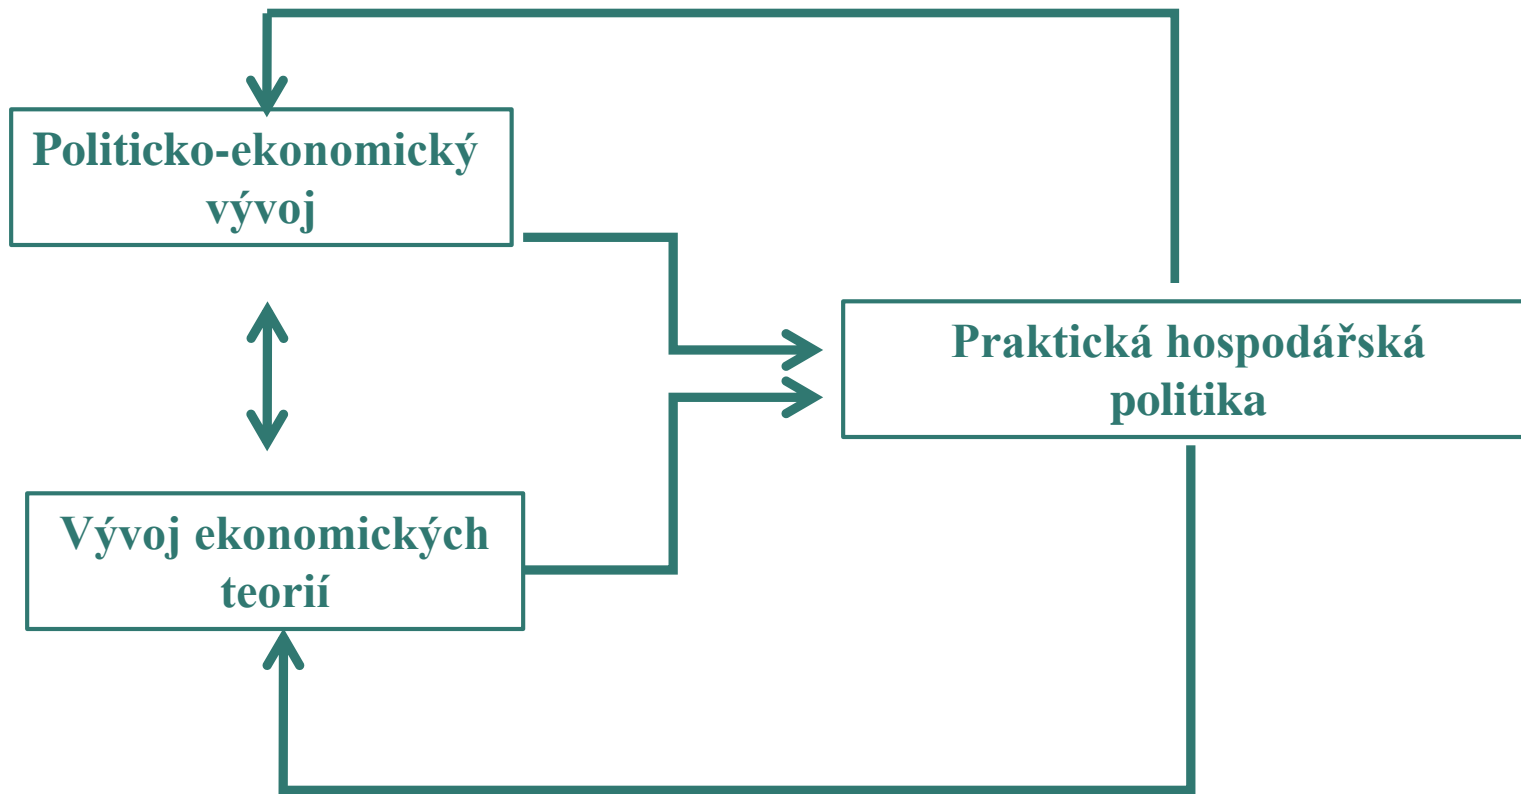 Politicko-ekonomický
vývoj
Praktická hospodářská
politika
Vývoj ekonomických
teorií